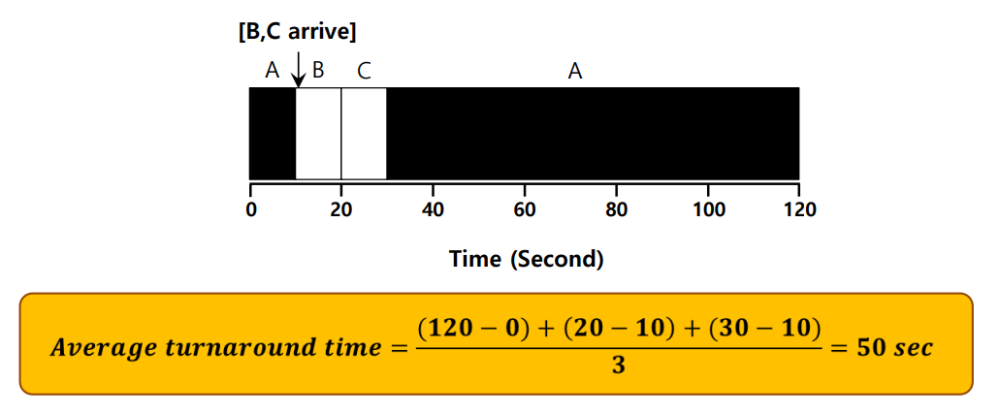 [B,C arrive]
A B C A
0 20 40 60 80 100 120
Time (Second)
Average turnaround time = \frac{(120 − 0) + (20 − 10) + (30 − 10)}{3} = 50 sec